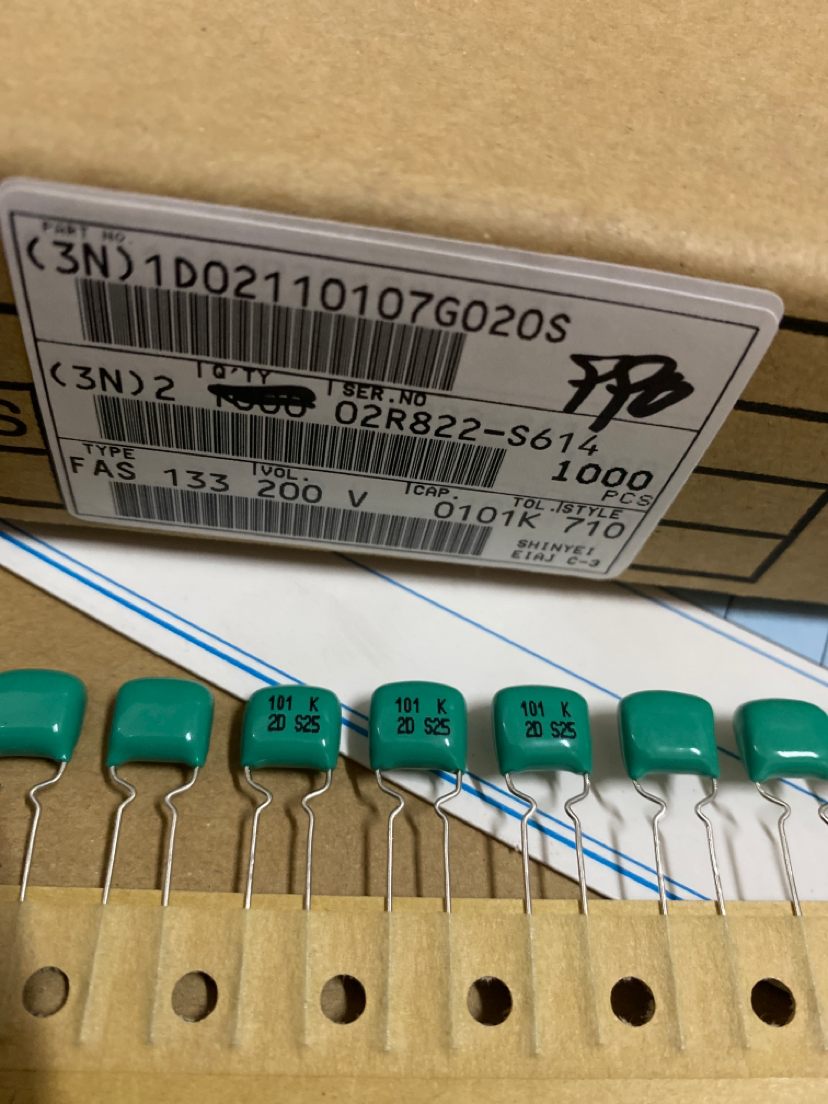 PART NO.
(3N)1D02110107G020S
(3N)2 Q'TY SER.NO
02R822-S614
1000 PCS
TYPE VOL. CAP. TOL. STYLE
FAS 133 200 V 0101K 710
SHINYEI
EIAJ C-3
101 K
2D S25
101 K
2D S25
101 K
2D S25